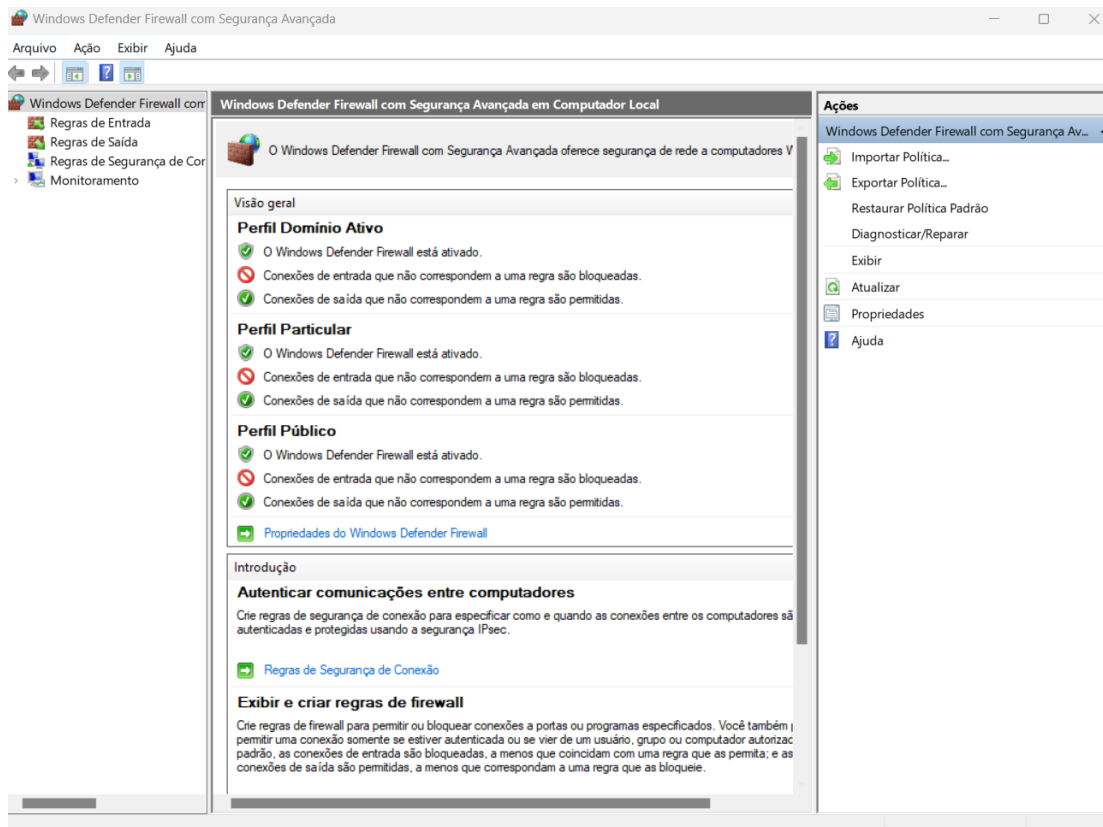 Windows Defender Firewall com Segurança Avançada
Arquivo Ação Exibir Ajuda
Windows Defender Firewall com
Regras de Entrada
Regras de Saída
Regras de Segurança de Cor
Monitoramento
Windows Defender Firewall com Segurança Avançada em Computador Local
O Windows Defender Firewall com Segurança Avançada oferece segurança de rede a computadores W
Visão geral
Perfil Domínio Ativo
O Windows Defender Firewall está ativado.
Conexões de entrada que não correspondem a uma regra são bloqueadas.
Conexões de saída que não correspondem a uma regra são permitidas.
Perfil Particular
O Windows Defender Firewall está ativado.
Conexões de entrada que não correspondem a uma regra são bloqueadas.
Conexões de saída que não correspondem a uma regra são permitidas.
Perfil Público
O Windows Defender Firewall está ativado.
Conexões de entrada que não correspondem a uma regra são bloqueadas.
Conexões de saída que não correspondem a uma regra são permitidas.
Propriedades do Windows Defender Firewall
Introdução
Autenticar comunicações entre computadores
Crie regras de segurança de conexão para especificar como e quando as conexões entre os computadores sã
autenticadas e protegidas usando a segurança IPsec.
Regras de Segurança de Conexão
Exibir e criar regras de firewall
Crie regras de firewall para permitir ou bloquear conexões a portas ou programas especificados. Você também
permitir uma conexão somente se estiver autenticada ou se vier de um usuário, grupo ou computador autorizad
padrão, as conexões de entrada são bloqueadas, a menos que coincidam com uma regra que as permita; e as
conexões de saída são permitidas, a menos que correspondam a uma regra que as bloqueie.
Ações
Windows Defender Firewall com Segurança Av...
Importar Política...
Exportar Política...
Restaurar Política Padrão
Diagnosticar/Reparar
Exibir
Atualizar
Propriedades
Ajuda